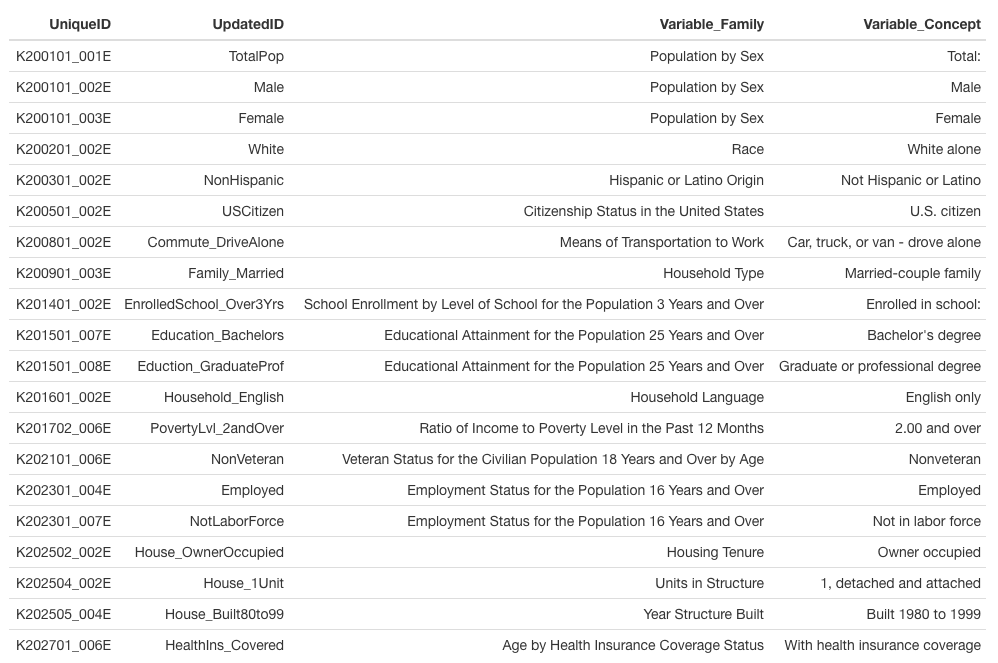 UniqueID UpdatedID Variable_Family Variable_Concept
K200101_001E TotalPop Population by Sex Total:
K200101_002E Male Population by Sex Male
K200101_003E Female Population by Sex Female
K200201_002E White Race White alone
K200301_002E NonHispanic Hispanic or Latino Origin Not Hispanic or Latino
K200501_002E USCitizen Citizenship Status in the United States U.S. citizen
K200801_002E Commute_DriveAlone Means of Transportation to Work Car, truck, or van - drove alone
K200901_003E Family_Married Household Type Married-couple family
K201401_002E EnrolledSchool_Over3Yrs School Enrollment by Level of School for the Population 3 Years and Over Enrolled in school:
K201501_007E Education_Bachelors Educational Attainment for the Population 25 Years and Over Bachelor's degree
K201501_008E Eduction_GraduateProf Educational Attainment for the Population 25 Years and Over Graduate or professional degree
K201601_002E Household_English Household Language English only
K201702_006E PovertyLvl_2andOver Ratio of Income to Poverty Level in the Past 12 Months 2.00 and over
K202101_006E NonVeteran Veteran Status for the Civilian Population 18 Years and Over by Age Nonveteran
K202301_004E Employed Employment Status for the Population 16 Years and Over Employed
K202301_007E NotLaborForce Employment Status for the Population 16 Years and Over Not in labor force
K202502_002E House_OwnerOccupied Housing Tenure Owner occupied
K202504_002E House_1Unit Units in Structure 1, detached and attached
K202505_004E House_Built80to99 Year Structure Built Built 1980 to 1999
K202701_006E HealthIns_Covered Age by Health Insurance Coverage Status With health insurance coverage